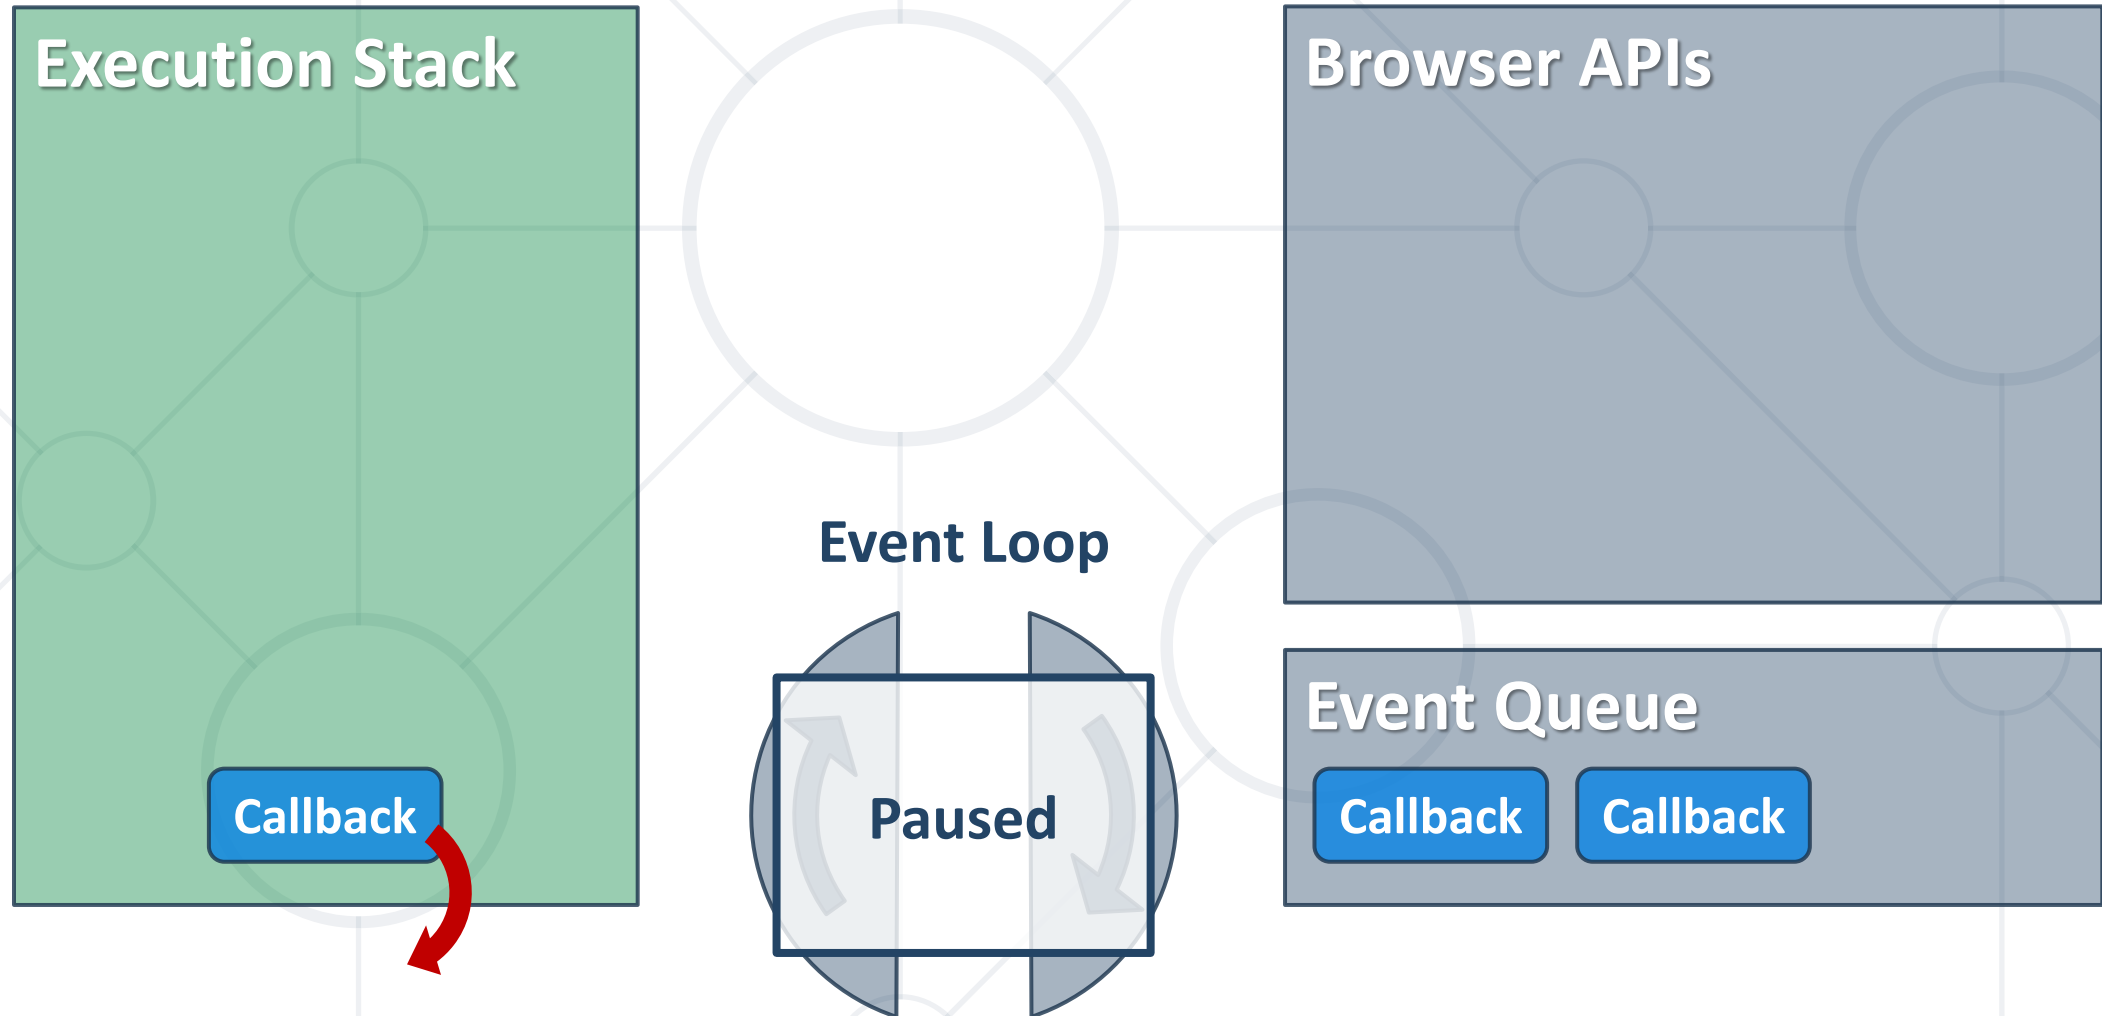 Execution Stack
Browser APIs
Event Loop
Event Queue
Callback
Paused
Callback
Callback